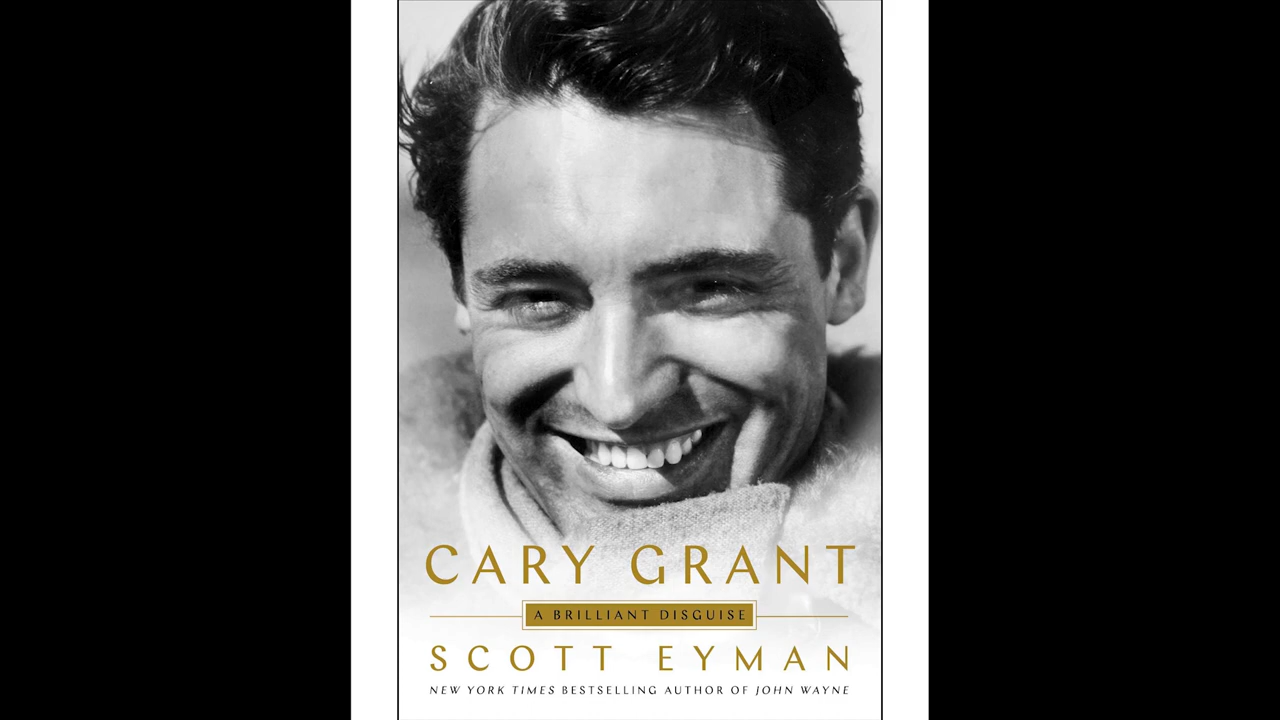 CARY GRANT
A BRILLIANT DISGUISE
SCOTT EYMAN
NEW YORK TIMES BESTSELLING AUTHOR OF JOHN WAYNE